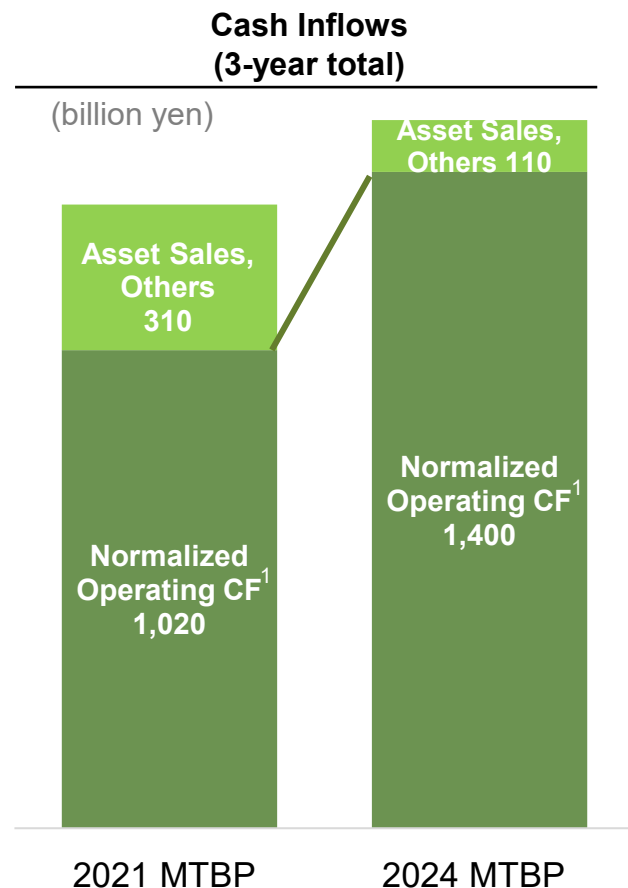 Cash Inflows
(3-year total)
(billion yen)
Asset Sales,
Others
310
Normalized
Operating CF1
1,020
Asset Sales,
Others 110
Normalized
Operating CF1
1,400
2021 MTBP
2024 MTBP